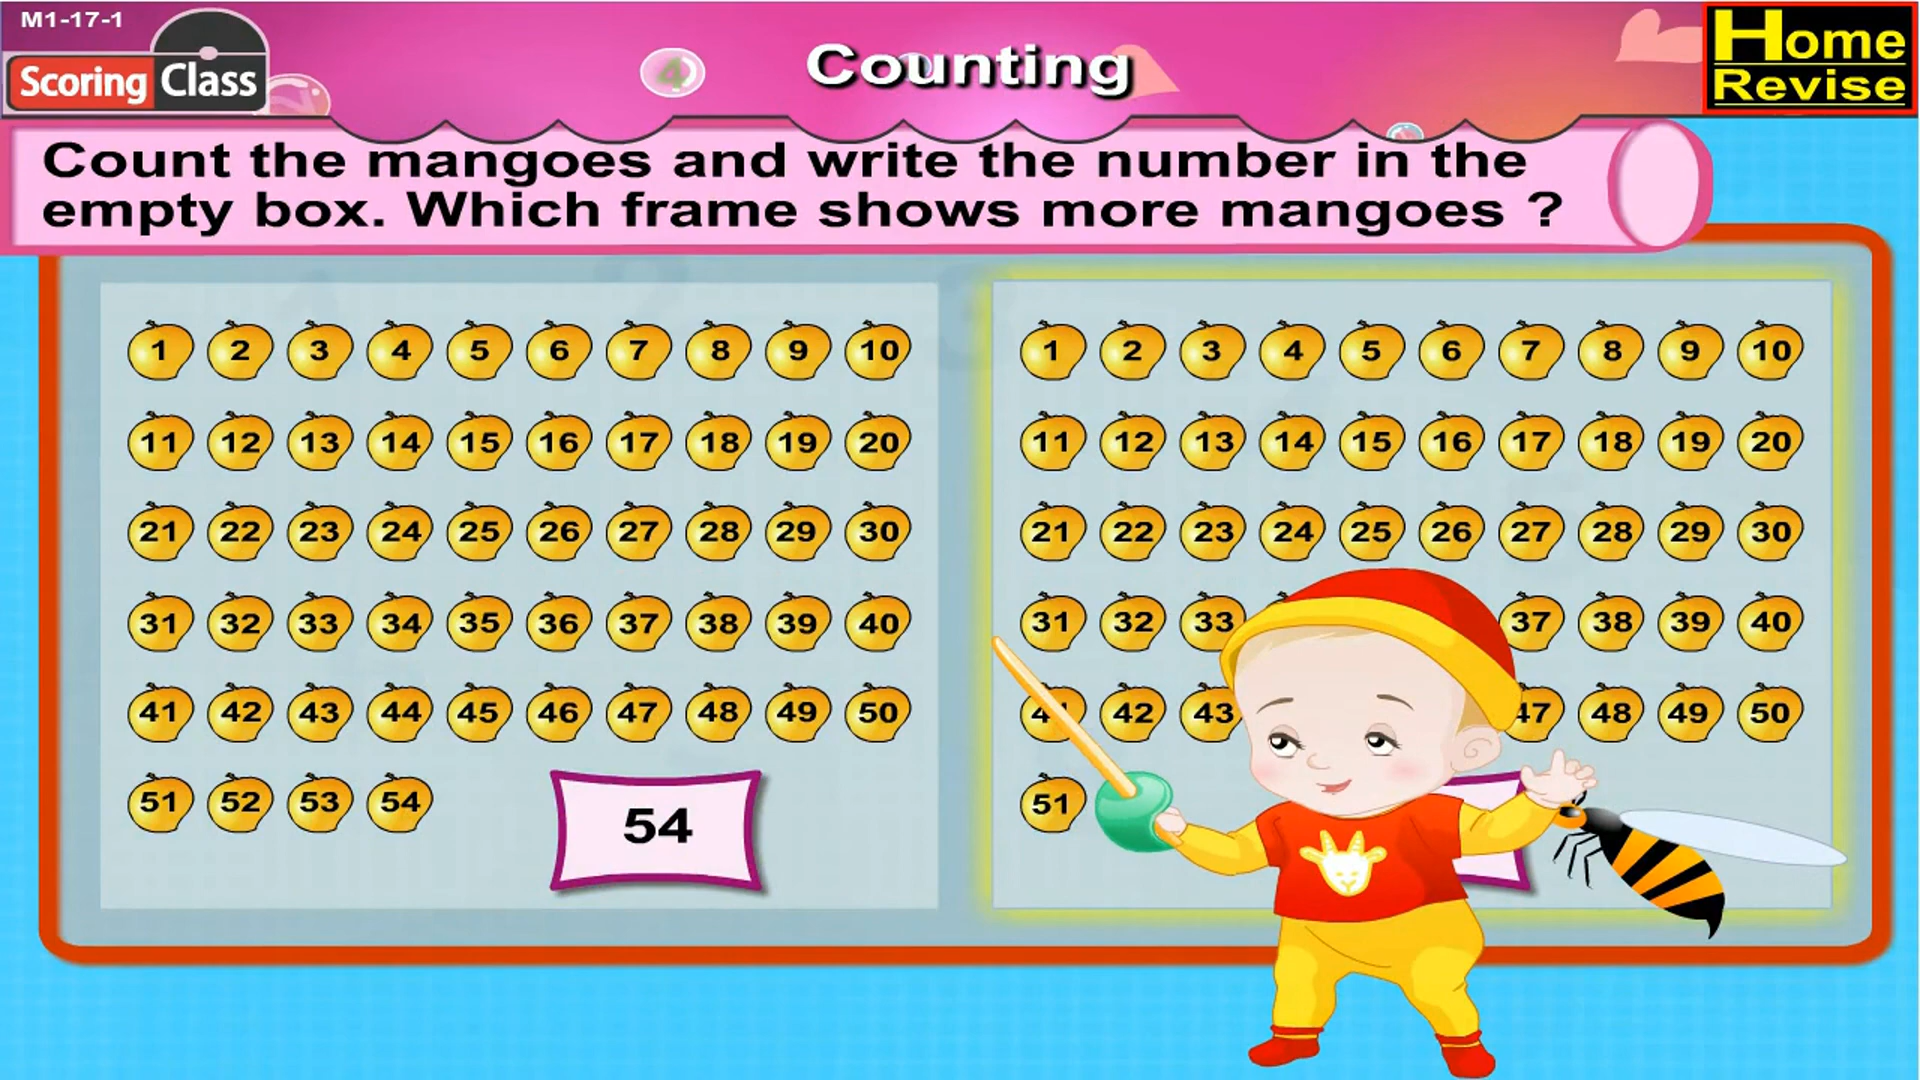 M1-17-1
Scoring Class
Counting
Home
Revise
Count the mangoes and write the number in the
empty box. Which frame shows more mangoes ?
1 2 3 4 5 6 7 8 9 10
11 12 13 14 15 16 17 18 19 20
21 22 23 24 25 26 27 28 29 30
31 32 33 34 35 36 37 38 39 40
41 42 43 44 45 46 47 48 49 50
51 52 53 54
54
1 2 3 4 5 6 7 8 9 10
11 12 13 14 15 16 17 18 19 20
21 22 23 24 25 26 27 28 29 30
31 32 33 37 38 39 40
42 43 47 48 49 50
51